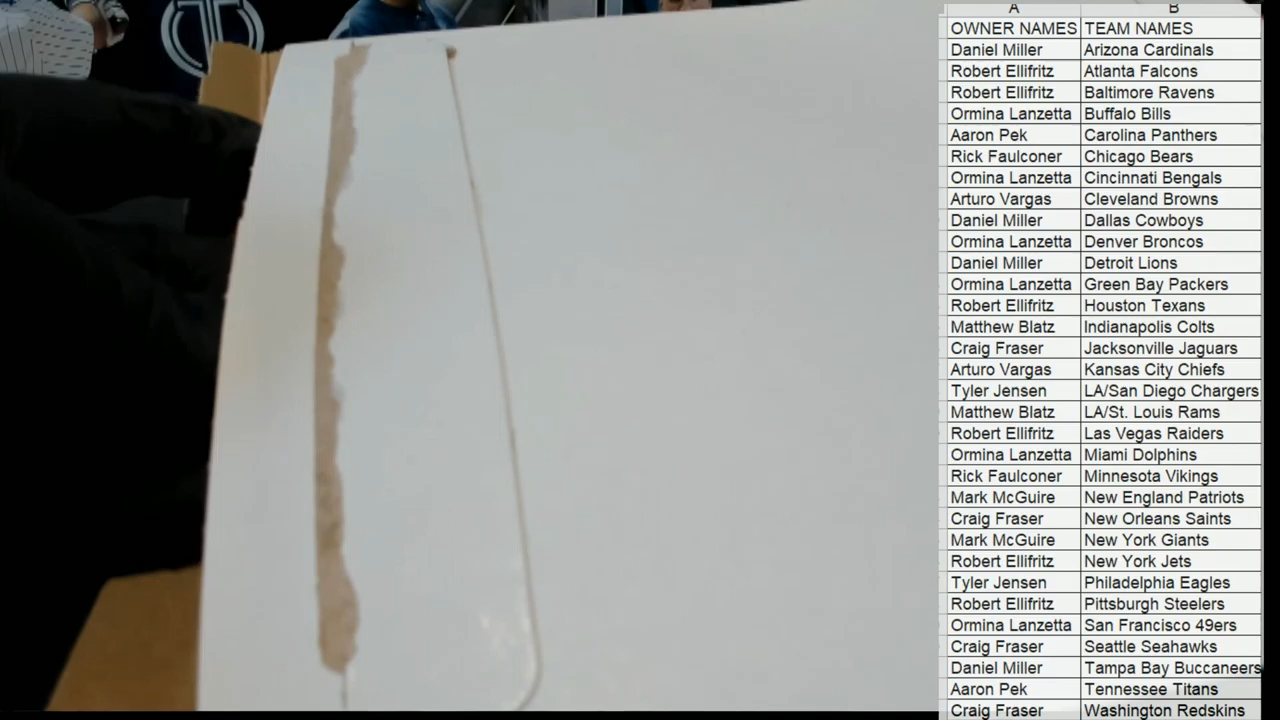 A B
OWNER NAMES TEAM NAMES
Daniel Miller Arizona Cardinals
Robert Ellifritz Atlanta Falcons
Robert Ellifritz Baltimore Ravens
Ormina Lanzetta Buffalo Bills
Aaron Pek Carolina Panthers
Rick Faulconer Chicago Bears
Ormina Lanzetta Cincinnati Bengals
Arturo Vargas Cleveland Browns
Daniel Miller Dallas Cowboys
Ormina Lanzetta Denver Broncos
Daniel Miller Detroit Lions
Ormina Lanzetta Green Bay Packers
Robert Ellifritz Houston Texans
Matthew Blatz Indianapolis Colts
Craig Fraser Jacksonville Jaguars
Arturo Vargas Kansas City Chiefs
Tyler Jensen LA/San Diego Chargers
Matthew Blatz LA/St. Louis Rams
Robert Ellifritz Las Vegas Raiders
Ormina Lanzetta Miami Dolphins
Rick Faulconer Minnesota Vikings
Mark McGuire New England Patriots
Craig Fraser New Orleans Saints
Mark McGuire New York Giants
Robert Ellifritz New York Jets
Tyler Jensen Philadelphia Eagles
Robert Ellifritz Pittsburgh Steelers
Ormina Lanzetta San Francisco 49ers
Craig Fraser Seattle Seahawks
Daniel Miller Tampa Bay Buccaneers
Aaron Pek Tennessee Titans
Craig Fraser Washington Redskins